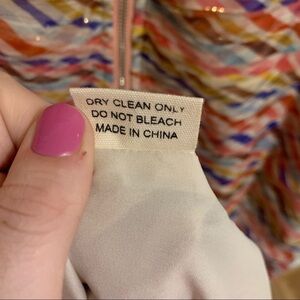 DRY CLEAN ONLY
DO NOT BLEACH
MADE IN CHINA